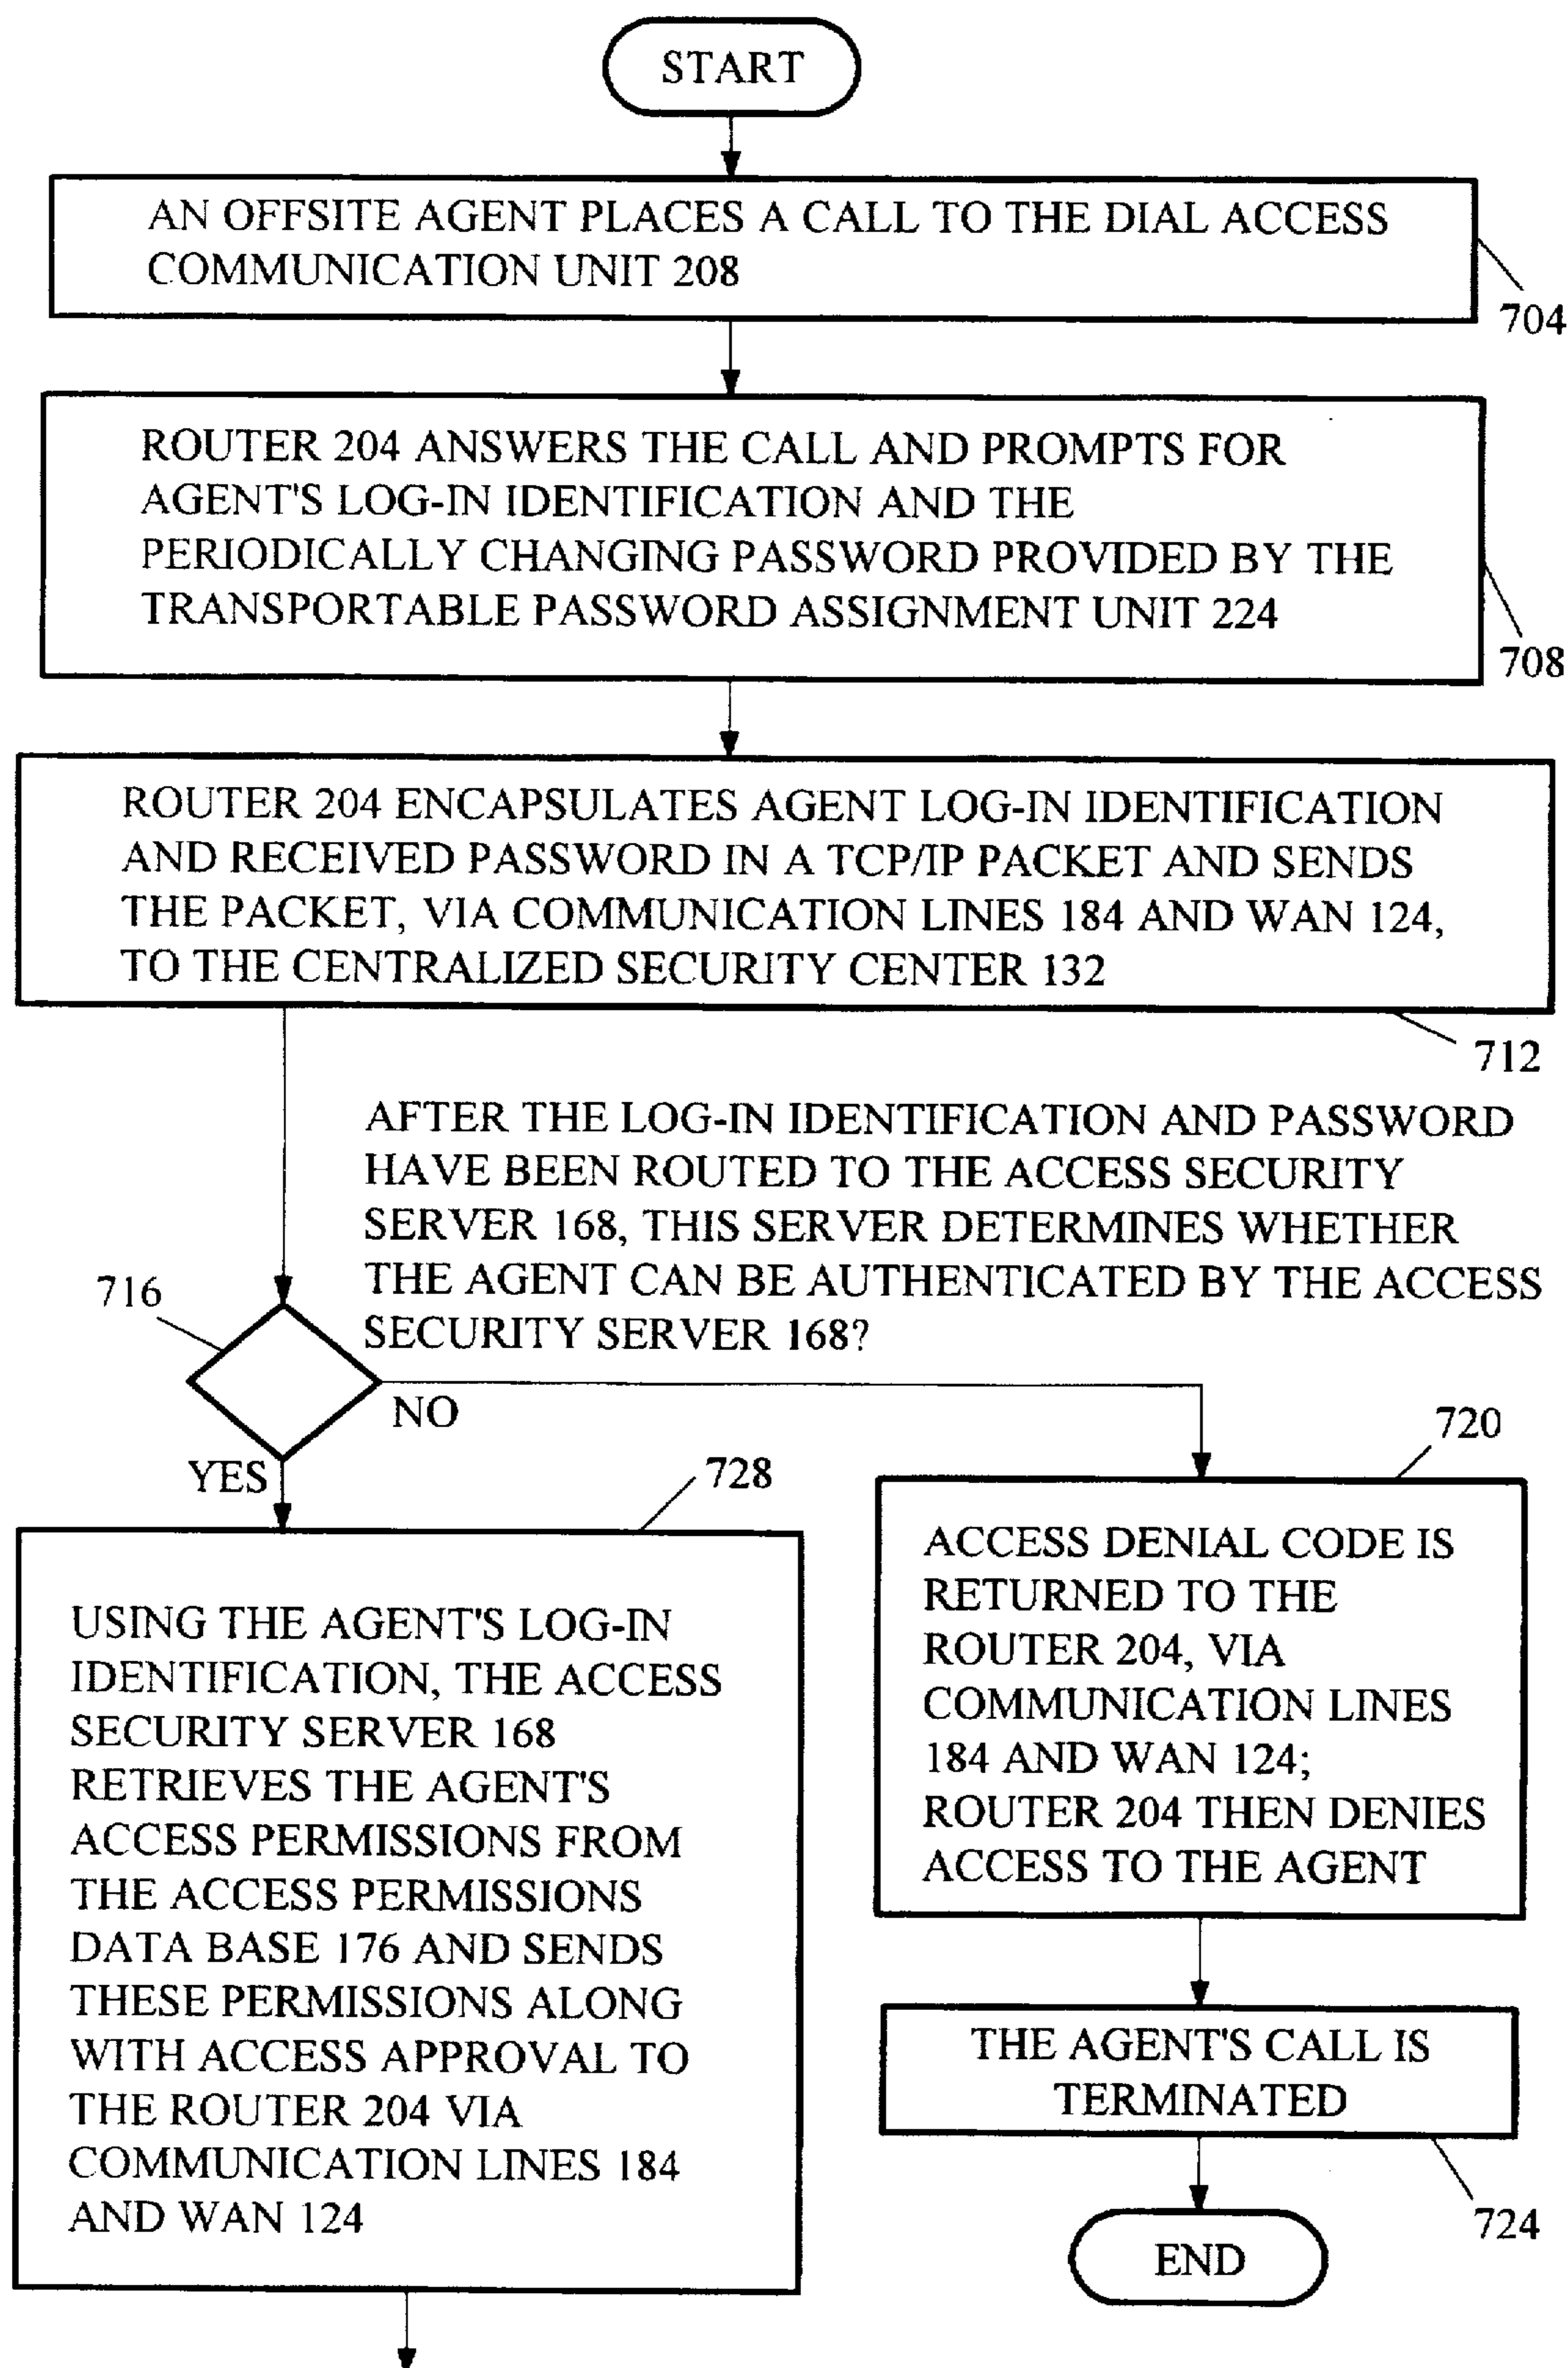 START
AN OFFSITE AGENT PLACES A CALL TO THE DIAL ACCESS
COMMUNICATION UNIT 208
704
ROUTER 204 ANSWERS THE CALL AND PROMPTS FOR
AGENT'S LOG-IN IDENTIFICATION AND THE
PERIODICALLY CHANGING PASSWORD PROVIDED BY THE
TRANSPORTABLE PASSWORD ASSIGNMENT UNIT 224
708
ROUTER 204 ENCAPSULATES AGENT LOG-IN IDENTIFICATION
AND RECEIVED PASSWORD IN A TCP/IP PACKET AND SENDS
THE PACKET, VIA COMMUNICATION LINES 184 AND WAN 124,
TO THE CENTRALIZED SECURITY CENTER 132
712
AFTER THE LOG-IN IDENTIFICATION AND PASSWORD
HAVE BEEN ROUTED TO THE ACCESS SECURITY
SERVER 168, THIS SERVER DETERMINES WHETHER
THE AGENT CAN BE AUTHENTICATED BY THE ACCESS
SECURITY SERVER 168?
716
NO
YES
728
USING THE AGENT'S LOG-IN
IDENTIFICATION, THE ACCESS
SECURITY SERVER 168
RETRIEVES THE AGENT'S
ACCESS PERMISSIONS FROM
THE ACCESS PERMISSIONS
DATA BASE 176 AND SENDS
THESE PERMISSIONS ALONG
WITH ACCESS APPROVAL TO
THE ROUTER 204 VIA
COMMUNICATION LINES 184
AND WAN 124
720
ACCESS DENIAL CODE IS
RETURNED TO THE
ROUTER 204, VIA
COMMUNICATION LINES
184 AND WAN 124;
ROUTER 204 THEN DENIES
ACCESS TO THE AGENT
THE AGENT'S CALL IS
TERMINATED
724
END